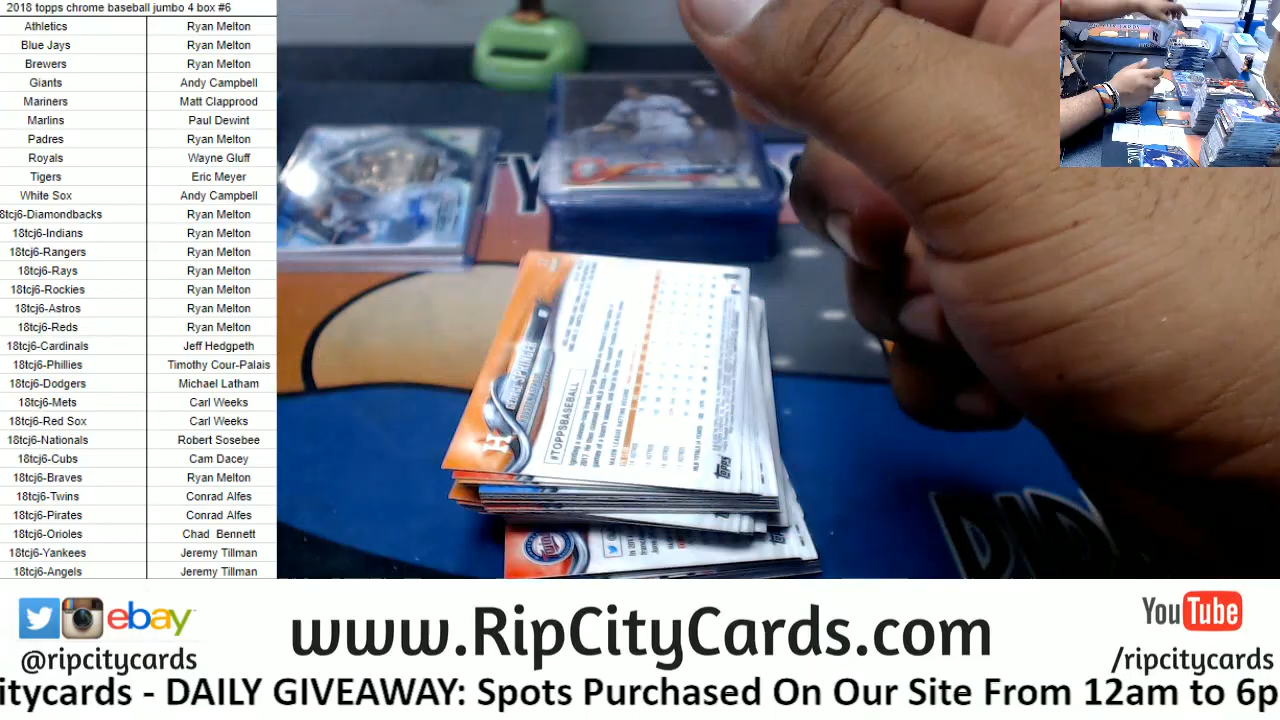 2018 topps chrome baseball jumbo 4 box #6
Athletics Ryan Melton
Blue Jays Ryan Melton
Brewers Ryan Melton
Giants Andy Campbell
Mariners Matt Clapprood
Marlins Paul Dewint
Padres Ryan Melton
Royals Wayne Gluff
Tigers Eric Meyer
White Sox Andy Campbell
8tcj6-Diamondbacks Ryan Melton
18tcj6-Indians Ryan Melton
18tcj6-Rangers Ryan Melton
18tcj6-Rays Ryan Melton
18tcj6-Rockies Ryan Melton
18tcj6-Astros Ryan Melton
18tcj6-Reds Ryan Melton
18tcj6-Cardinals Jeff Hedgpeth
18tcj6-Phillies Timothy Cour-Palais
18tcj6-Dodgers Michael Latham
18tcj6-Mets Carl Weeks
18tcj6-Red Sox Carl Weeks
18tcj6-Nationals Robert Sosebee
18tcj6-Cubs Cam Dacey
18tcj6-Braves Ryan Melton
18tcj6-Twins Conrad Alfes
18tcj6-Pirates Conrad Alfes
18tcj6-Orioles Chad Bennett
18tcj6-Yankees Jeremy Tillman
18tcj6-Angels Jeremy Tillman
SPRINGER
#TOPPSBASEBALL
topps
Twins
ebay
@ripcitycards
www.RipCityCards.com
YouTube
/ripcitycards
itycards - DAILY GIVEAWAY: Spots Purchased On Our Site From 12am to 6p